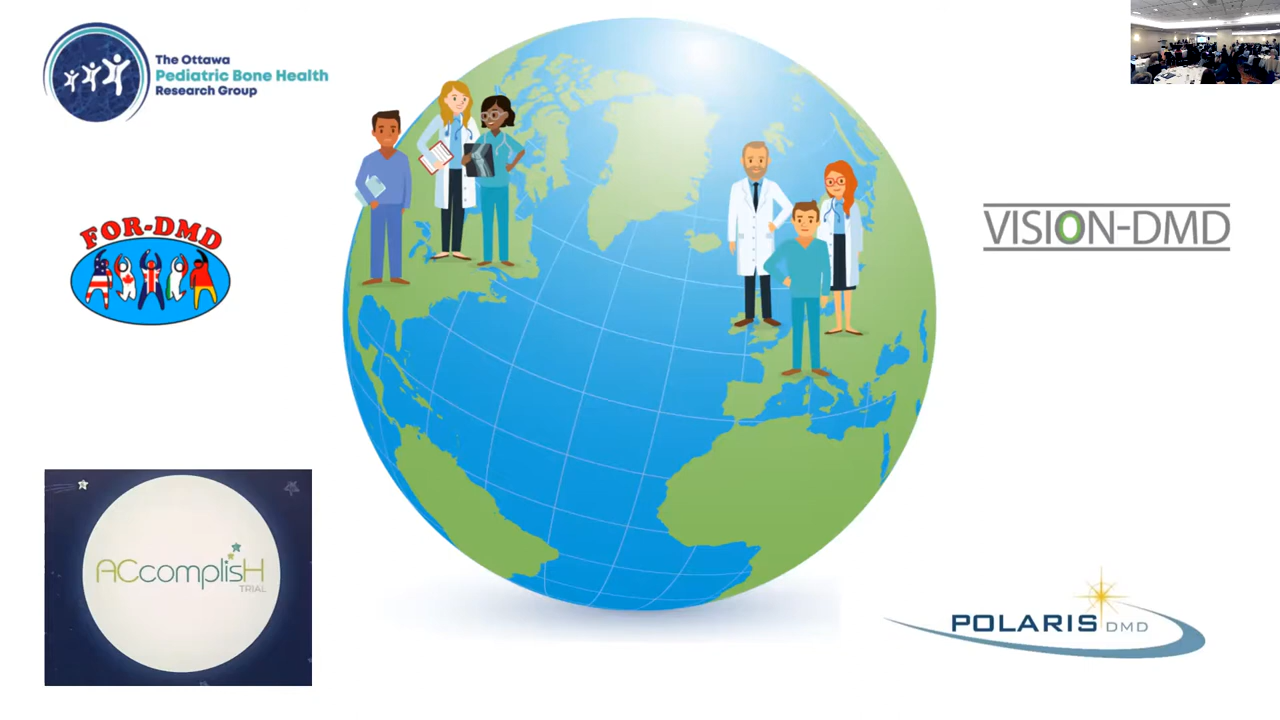 The Ottawa
Pediatric Bone Health
Research Group
FOR-DMD
VISION-DMD
ACcomplisH
TRIAL
POLARIS DMD